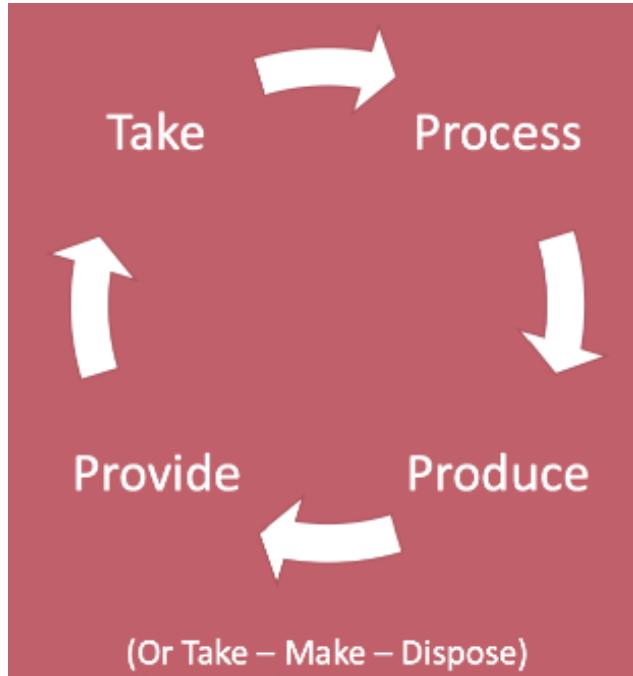 Take
Process
Provide
Produce
(Or Take – Make – Dispose)